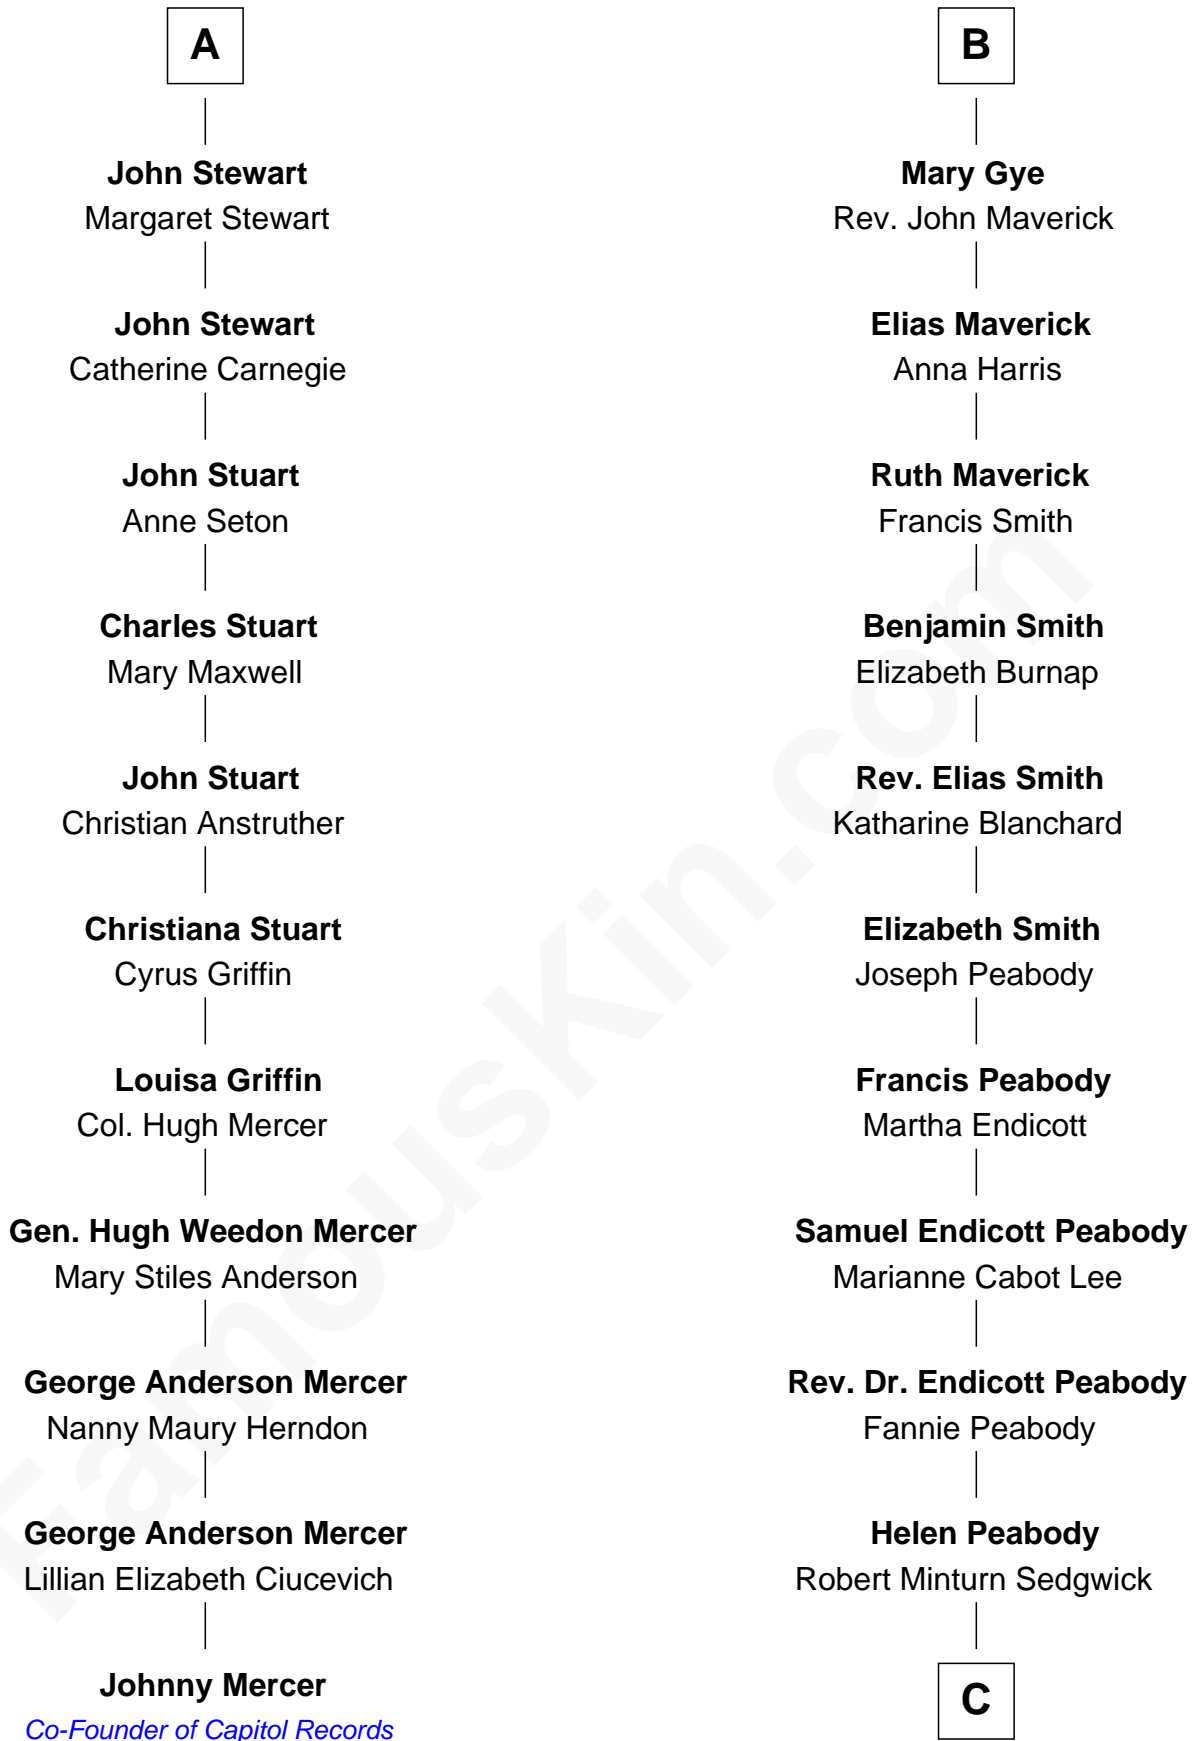 A
John Stewart
Margaret Stewart
John Stewart
Catherine Carnegie
John Stuart
Anne Seton
Charles Stuart
Mary Maxwell
John Stuart
Christian Anstruther
Christiana Stuart
Cyrus Griffin
Louisa Griffin
Col. Hugh Mercer
Gen. Hugh Weedon Mercer
Mary Stiles Anderson
George Anderson Mercer
Nanny Maury Herndon
George Anderson Mercer
Lillian Elizabeth Ciucevich
Johnny Mercer
Co-Founder of Capitol Records
B
Mary Gye
Rev. John Maverick
Elias Maverick
Anna Harris
Ruth Maverick
Francis Smith
Benjamin Smith
Elizabeth Burnap
Rev. Elias Smith
Katharine Blanchard
Elizabeth Smith
Joseph Peabody
Francis Peabody
Martha Endicott
Samuel Endicott Peabody
Marianne Cabot Lee
Rev. Dr. Endicott Peabody
Fannie Peabody
Helen Peabody
Robert Minturn Sedgwick
C
FamousKin.com